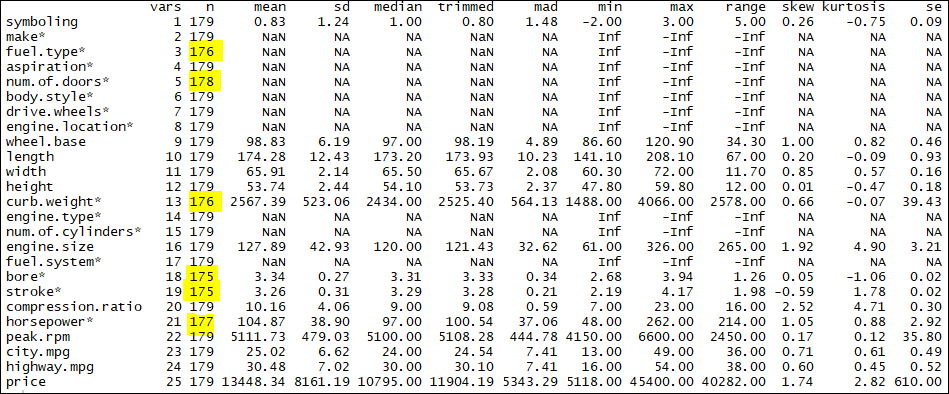 vars n mean sd median trimmed mad min max range skew kurtosis se
symboling 1 179 0.83 1.24 1.00 0.80 1.48 -2.00 3.00 5.00 0.26 -0.75 0.09
make* 2 179 NaN NA NA NaN NA Inf -Inf -Inf NA NA NA
fuel.type* 3 176 NaN NA NA NaN NA Inf -Inf -Inf NA NA NA
aspiration* 4 179 NaN NA NA NaN NA Inf -Inf -Inf NA NA NA
num.of.doors* 5 178 NaN NA NA NaN NA Inf -Inf -Inf NA NA NA
body.style* 6 179 NaN NA NA NaN NA Inf -Inf -Inf NA NA NA
drive.wheels* 7 179 NaN NA NA NaN NA Inf -Inf -Inf NA NA NA
engine.location* 8 179 NaN NA NA NaN NA Inf -Inf -Inf NA NA NA
wheel.base 9 179 98.83 6.19 97.00 98.19 4.89 86.60 120.90 34.30 1.00 0.82 0.46
length 10 179 174.28 12.43 173.20 173.93 10.23 141.10 208.10 67.00 0.20 -0.09 0.93
width 11 179 65.91 2.14 65.50 65.67 2.08 60.30 72.00 11.70 0.85 0.57 0.16
height 12 179 53.74 2.44 54.10 53.73 2.37 47.80 59.80 12.00 0.01 -0.47 0.18
curb.weight* 13 176 2567.39 523.06 2434.00 2525.40 564.13 1488.00 4066.00 2578.00 0.66 -0.07 39.43
engine.type* 14 179 NaN NA NA NaN NA Inf -Inf -Inf NA NA NA
num.of.cylinders* 15 179 NaN NA NA NaN NA Inf -Inf -Inf NA NA NA
engine.size 16 179 127.89 42.93 120.00 121.43 32.62 61.00 326.00 265.00 1.92 4.90 3.21
fuel.system* 17 179 NaN NA NA NaN NA Inf -Inf -Inf NA NA NA
bore* 18 175 3.34 0.27 3.31 3.33 0.34 2.68 3.94 1.26 0.05 -1.06 0.02
stroke* 19 175 3.26 0.31 3.29 3.28 0.21 2.19 4.17 1.98 -0.59 1.78 0.02
compression.ratio 20 179 10.16 4.06 9.00 9.08 0.59 7.00 23.00 16.00 2.52 4.71 0.30
horsepower* 21 177 104.87 38.90 97.00 100.54 37.06 48.00 262.00 214.00 1.05 0.88 2.92
peak.rpm 22 179 5111.73 479.03 5100.00 5108.28 444.78 4150.00 6600.00 2450.00 0.17 0.12 35.80
city.mpg 23 179 25.02 6.62 24.00 24.54 7.41 13.00 49.00 36.00 0.71 0.61 0.49
highway.mpg 24 179 30.48 7.02 30.00 30.10 7.41 16.00 54.00 38.00 0.60 0.45 0.52
price 25 179 13448.34 8161.19 10795.00 11904.19 5343.29 5118.00 45400.00 40282.00 1.74 2.82 610.00